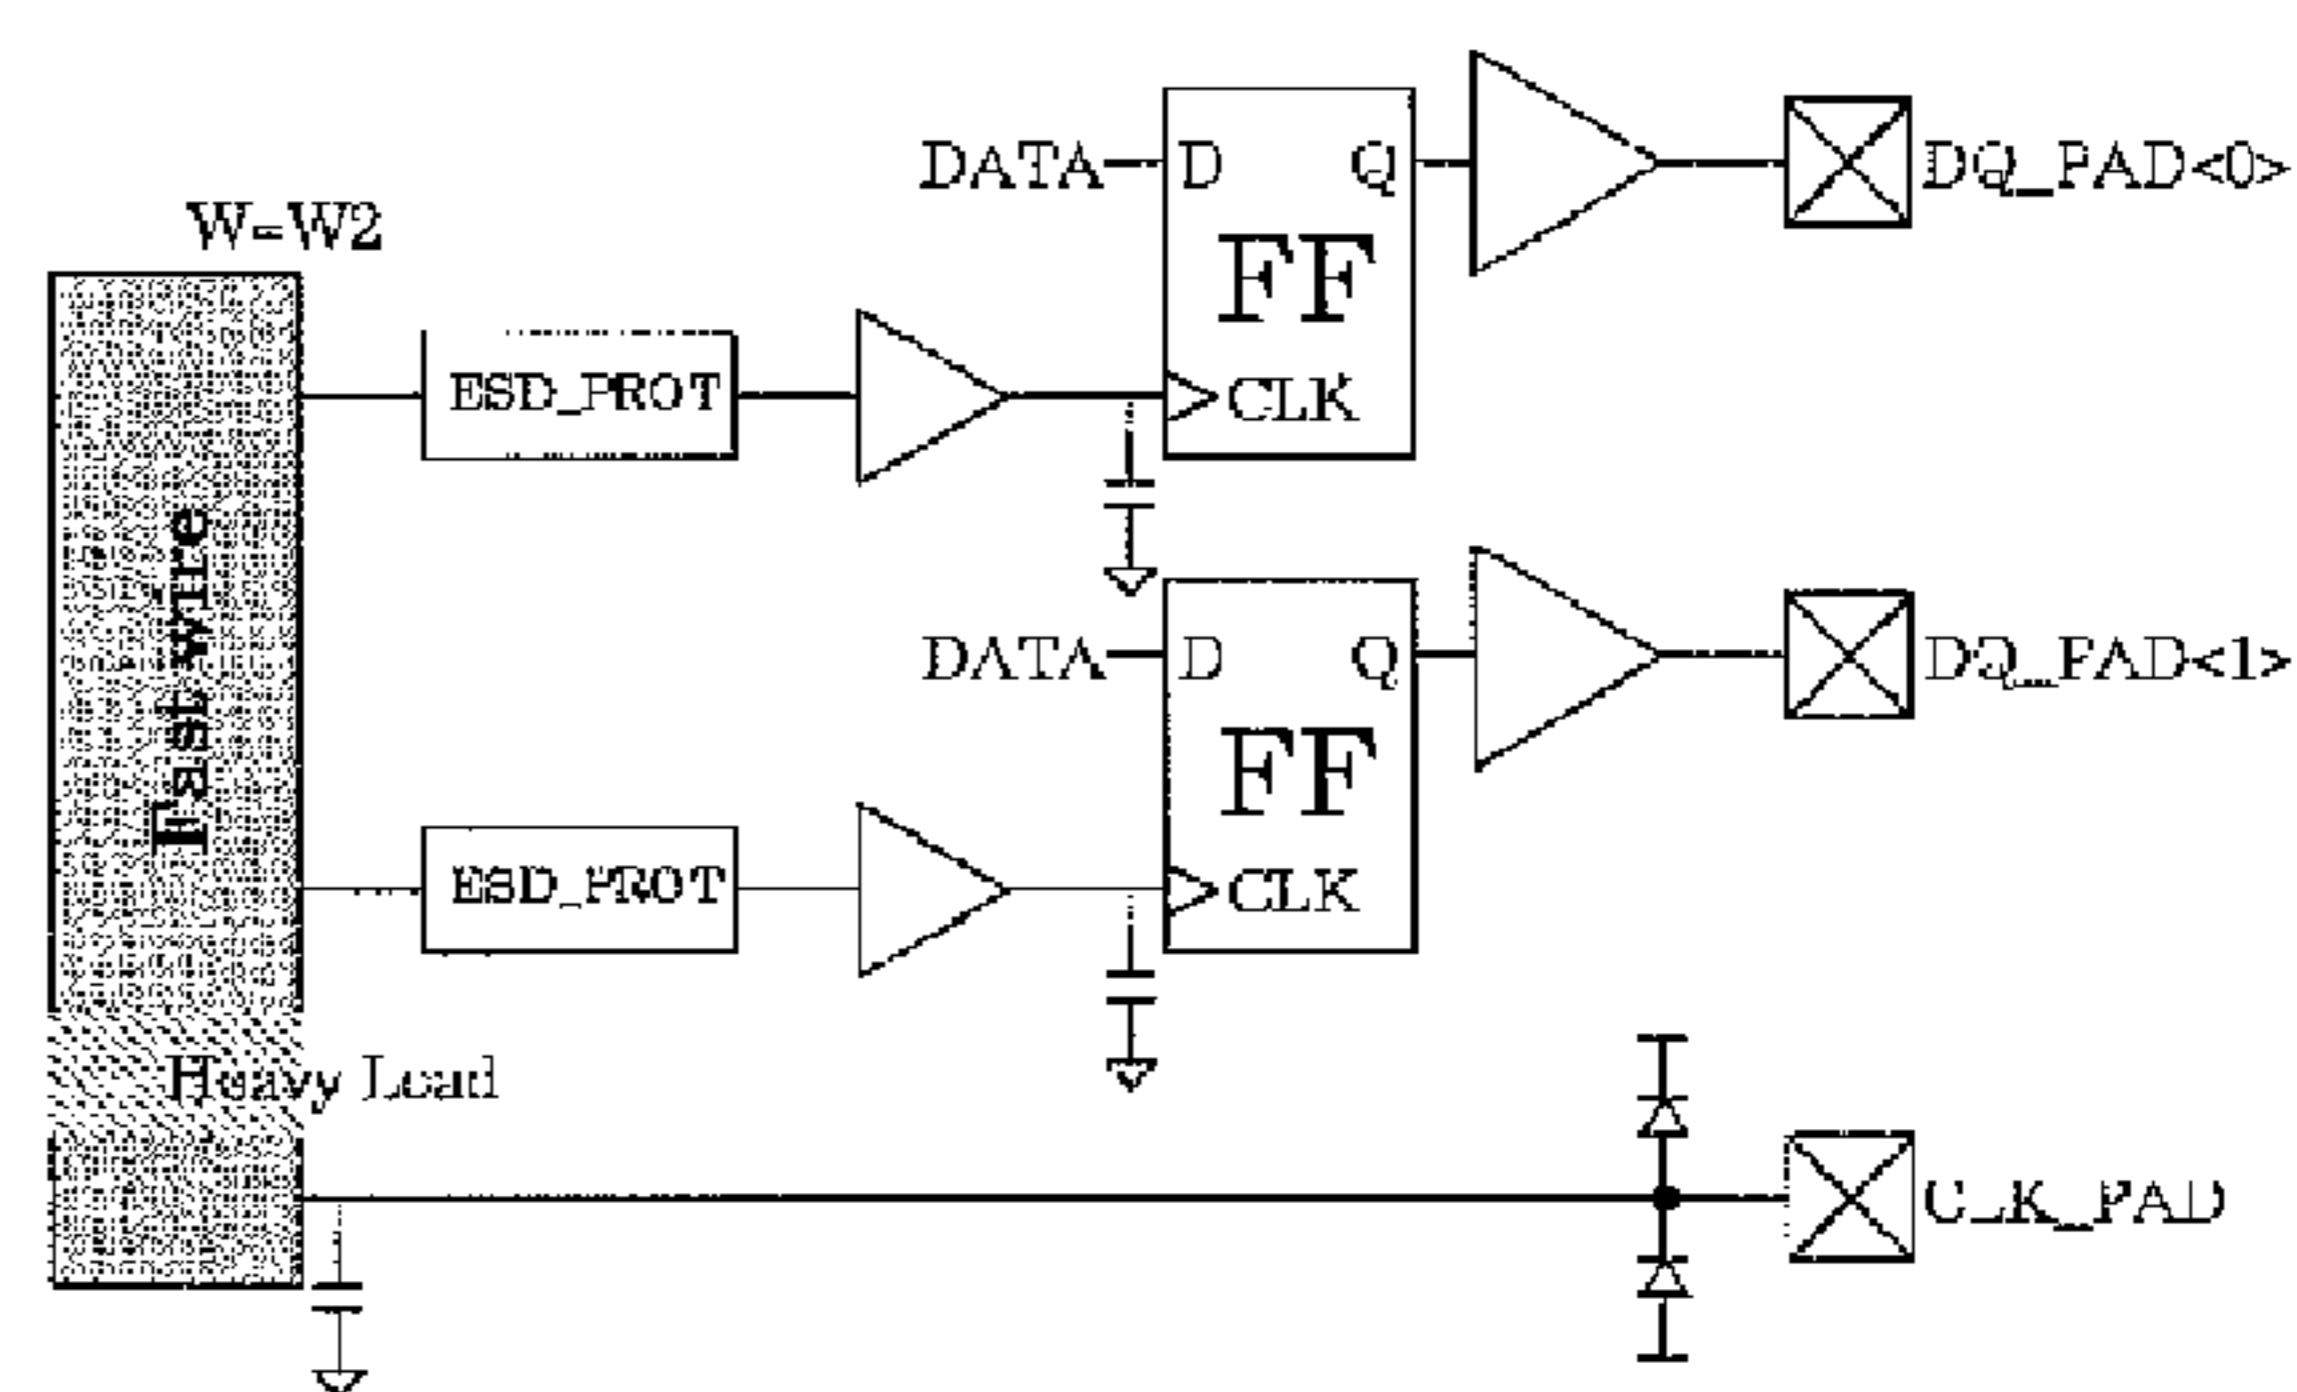 DATA
D
Q
DQ_PAD<0>
W=W2
FF
ESD_PROT
CLK
Fast wire
DATA
D
Q
DQ_PAD<1>
FF
ESD_PROT
CLK
Heavy Load
CLK_PAD